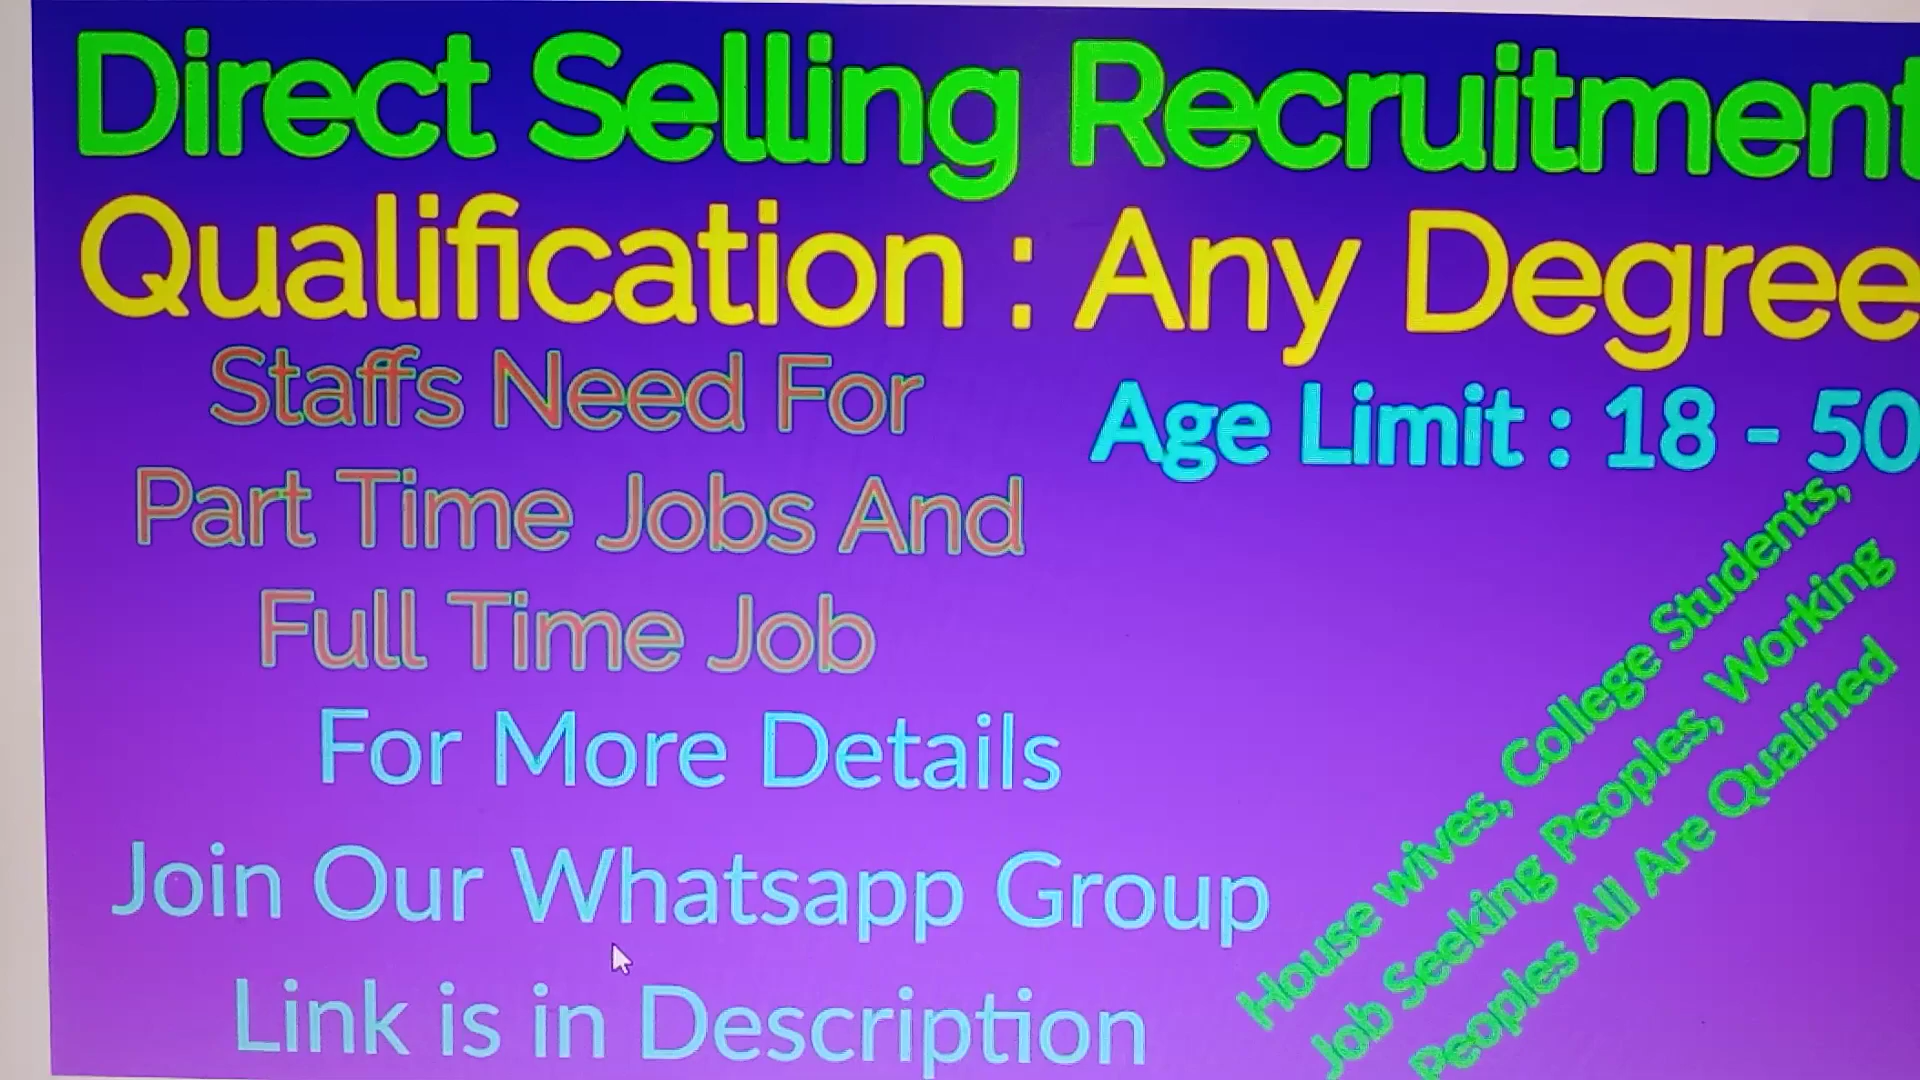 Direct Selling Recruitment
Qualification : Any Degree
Staffs Need For
Part Time Jobs And
Full Time Job
Age Limit : 18 - 50
For More Details
Join Our Whatsapp Group
Link is in Description
House wives, College Students,
Job Seeking Peoples, Working
Peoples All Are Qualified